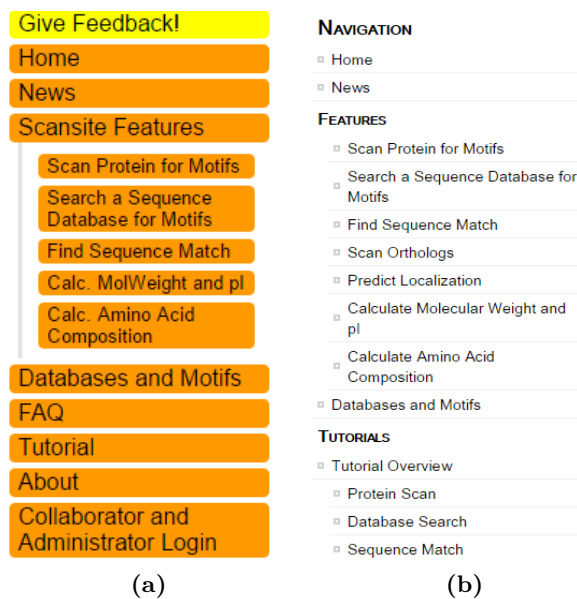 Give Feedback!
Home
News
Scansite Features
Scan Protein for Motifs
Search a Sequence
Database for Motifs
Find Sequence Match
Calc. MolWeight and pI
Calc. Amino Acid
Composition
Databases and Motifs
FAQ
Tutorial
About
Collaborator and
Administrator Login
(a)
NAVIGATION
Home
News
FEATURES
Scan Protein for Motifs
Search a Sequence Database for
Motifs
Find Sequence Match
Scan Orthologs
Predict Localization
Calculate Molecular Weight and
pI
Calculate Amino Acid
Composition
Databases and Motifs
TUTORIALS
Tutorial Overview
Protein Scan
Database Search
Sequence Match
(b)